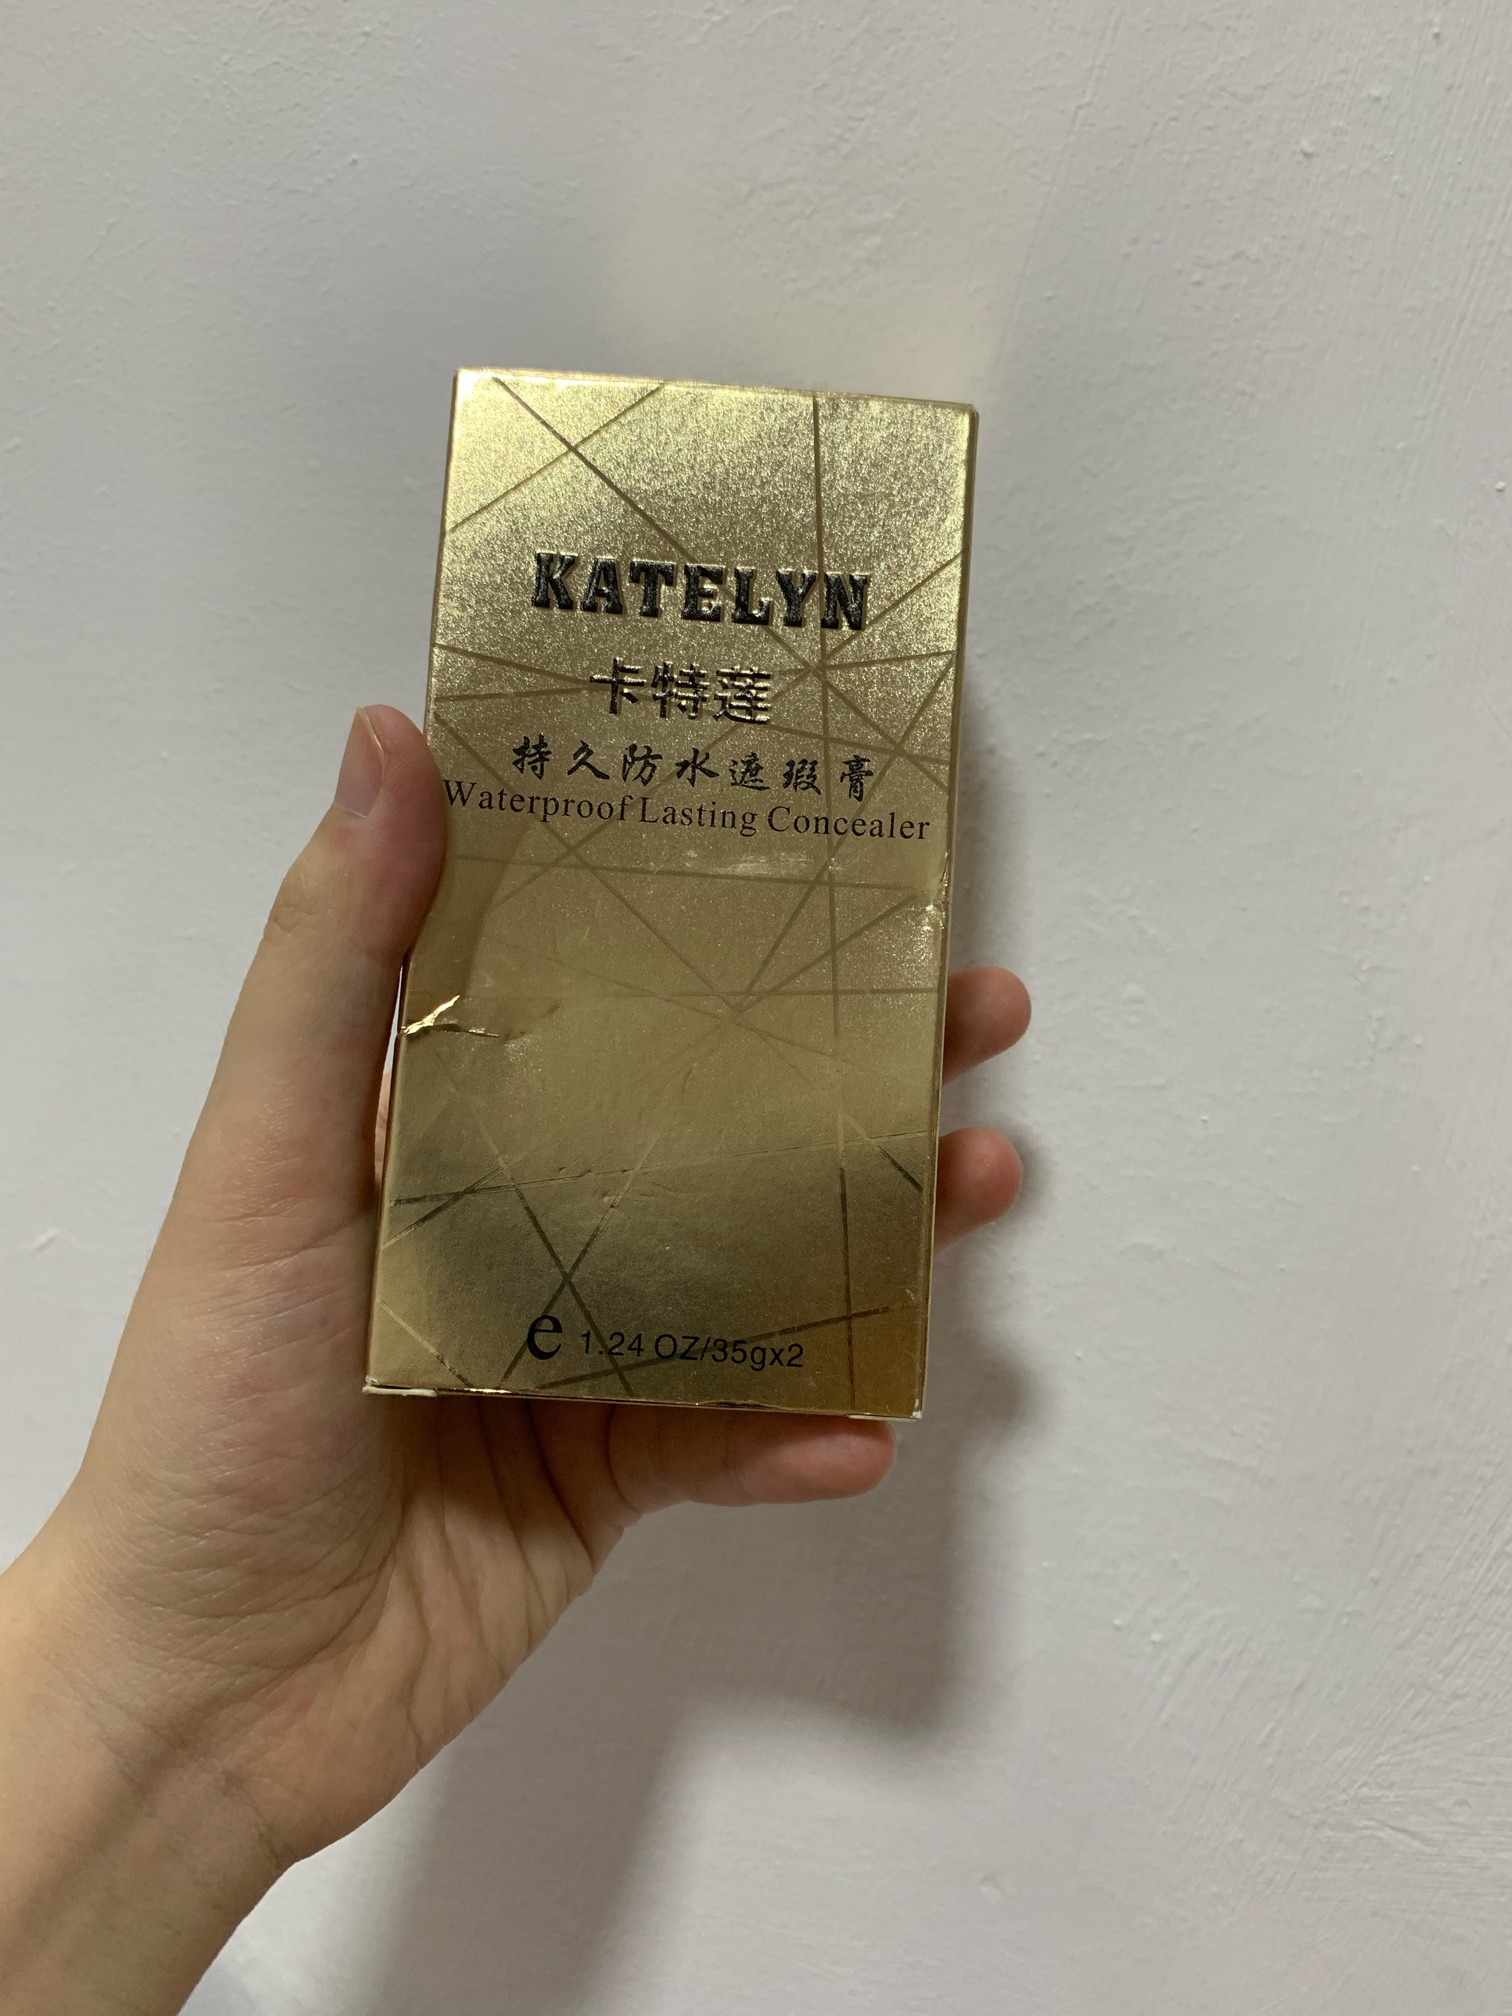 KATELYN
卡特莲
持久防水遮瑕膏
Waterproof Lasting Concealer
e 1.24 OZ/35gx2